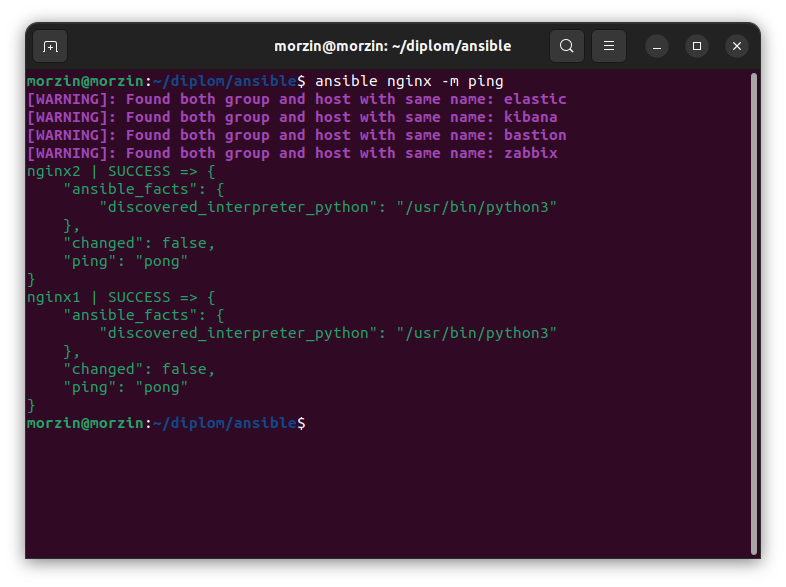 morzin@morzin: ~/diplom/ansible
morzin@morzin:~/diplom/ansible$ ansible nginx -m ping
[WARNING]: Found both group and host with same name: elastic
[WARNING]: Found both group and host with same name: kibana
[WARNING]: Found both group and host with same name: bastion
[WARNING]: Found both group and host with same name: zabbix
nginx2 | SUCCESS => {
    "ansible_facts": {
        "discovered_interpreter_python": "/usr/bin/python3"
    },
    "changed": false,
    "ping": "pong"
}
nginx1 | SUCCESS => {
    "ansible_facts": {
        "discovered_interpreter_python": "/usr/bin/python3"
    },
    "changed": false,
    "ping": "pong"
}
morzin@morzin:~/diplom/ansible$